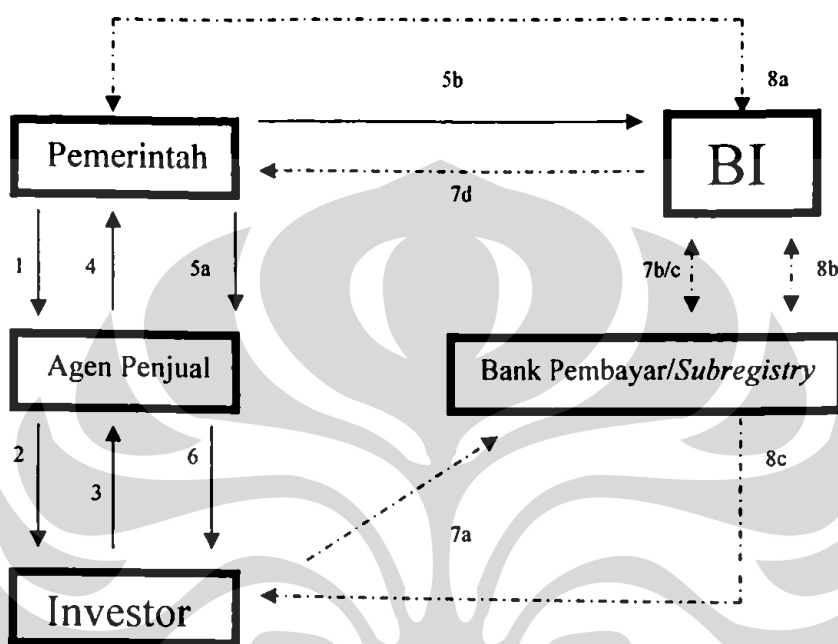 5b
8a
Pemerintah
BI
7d
1
4
5a
7b/c
8b
Agen Penjual
Bank Pembayar/Subregistry
2
3
6
8c
7a
Investor